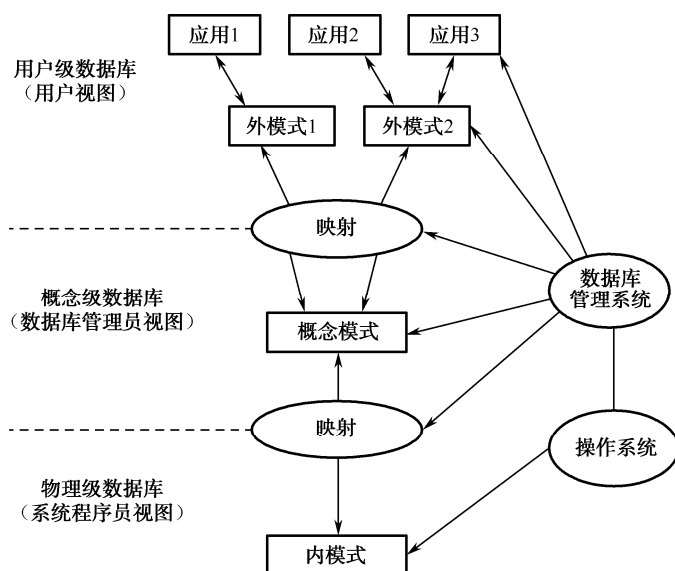 应用1
应用2
应用3
用户级数据库
（用户视图）
外模式1
外模式2
映射
数据库
管理系统
概念级数据库
（数据库管理员视图）
概念模式
映射
操作系统
物理级数据库
（系统程序员视图）
内模式